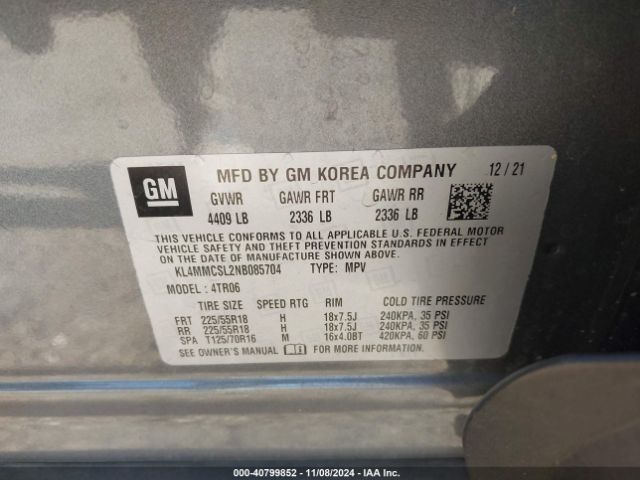 GM
MFD BY GM KOREA COMPANY 12/21
GVWR GAWR FRT GAWR RR
4409 LB 2336 LB 2336 LB
THIS VEHICLE CONFORMS TO ALL APPLICABLE U.S. FEDERAL MOTOR
VEHICLE SAFETY AND THEFT PREVENTION STANDARDS IN EFFECT ON
THE DATE OF MANUFACTURE SHOWN ABOVE.
KL4MMCSL2NB085704 TYPE: MPV
MODEL: 4TR06
TIRE SIZE SPEED RTG RIM COLD TIRE PRESSURE
FRT 225/55R18 H 18x7.5J 240KPA, 35 PSI
RR 225/55R18 H 18x7.5J 240KPA, 35 PSI
SPA T125/70R16 M 16x4.0BT 420KPA, 60 PSI
SEE OWNER'S MANUAL FOR MORE INFORMATION.
000-40799852 - 11/08/2024 - IAA Inc.